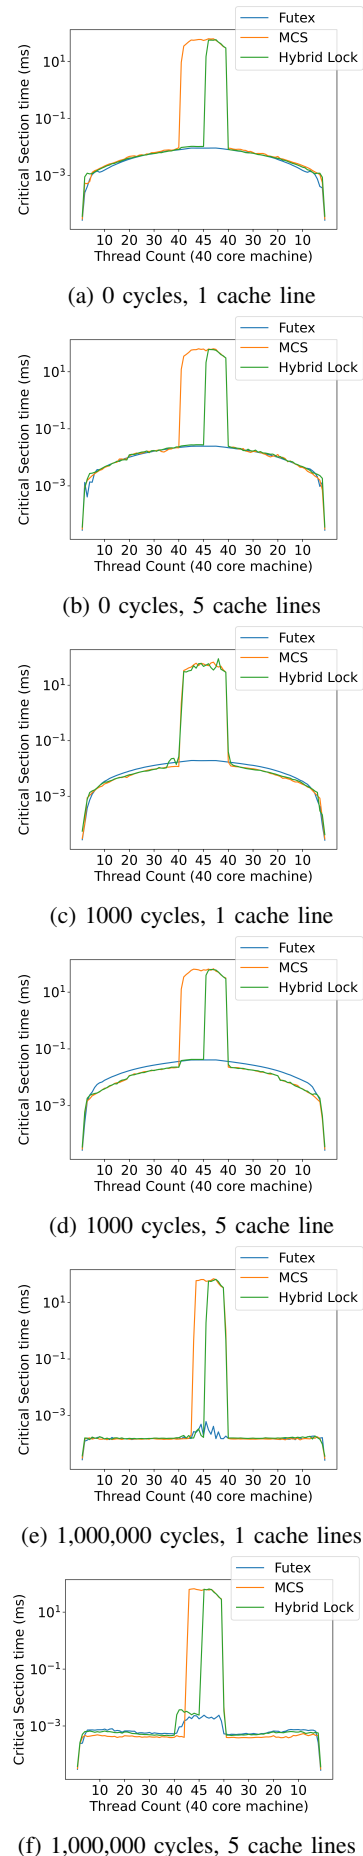 Futex
MCS
Hybrid Lock
Critical Section time (ms)
10¹
10⁻¹
10⁻³
10 20 30 40 45 40 30 20 10
Thread Count (40 core machine)
(a) 0 cycles, 1 cache line
Futex
MCS
Hybrid Lock
Critical Section time (ms)
10¹
10⁻¹
10⁻³
10 20 30 40 45 40 30 20 10
Thread Count (40 core machine)
(b) 0 cycles, 5 cache lines
Futex
MCS
Hybrid Lock
Critical Section time (ms)
10¹
10⁻¹
10⁻³
10 20 30 40 45 40 30 20 10
Thread Count (40 core machine)
(c) 1000 cycles, 1 cache line
Futex
MCS
Hybrid Lock
Critical Section time (ms)
10¹
10⁻¹
10⁻³
10 20 30 40 45 40 30 20 10
Thread Count (40 core machine)
(d) 1000 cycles, 5 cache line
Futex
MCS
Hybrid Lock
Critical Section time (ms)
10¹
10⁻¹
10⁻³
10 20 30 40 45 40 30 20 10
Thread Count (40 core machine)
(e) 1,000,000 cycles, 1 cache lines
Futex
MCS
Hybrid Lock
Critical Section time (ms)
10¹
10⁻¹
10⁻³
10 20 30 40 45 40 30 20 10
Thread Count (40 core machine)
(f) 1,000,000 cycles, 5 cache lines